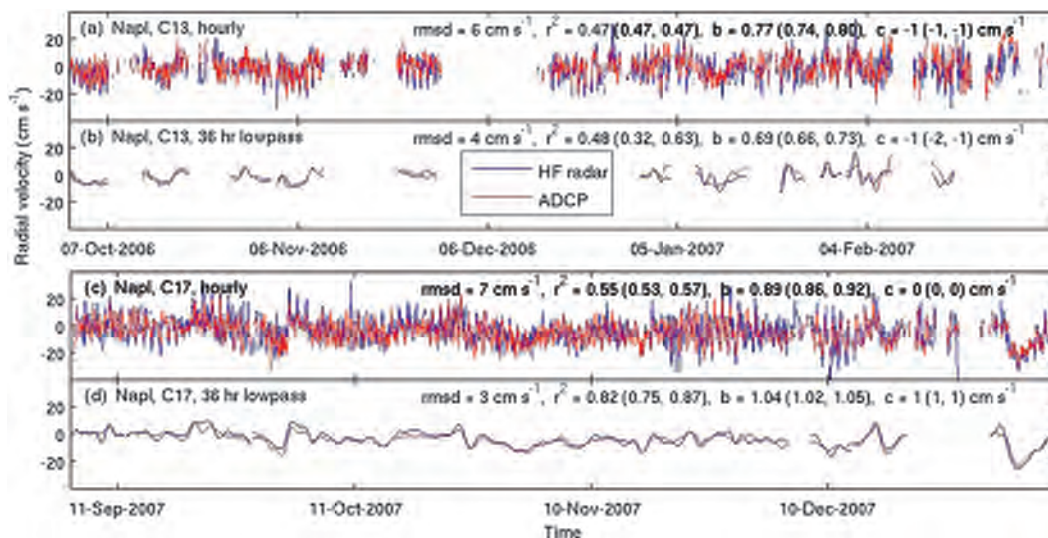 (a) Napl, C13, hourly rmsd = 6 cm s⁻¹, r² = 0.47 (0.47, 0.47), b = 0.77 (0.74, 0.80), c = -1 (-1, -1) cm s⁻¹
20
0
-20
(b) Napl, C13, 36 hr lowpass rmsd = 4 cm s⁻¹, r² = 0.48 (0.32, 0.63), b = 0.69 (0.66, 0.73), c = -1 (-2, -1) cm s⁻¹
20
0
-20
HF radar
ADCP
07-Oct-2006 06-Nov-2006 06-Dec-2006 05-Jan-2007 04-Feb-2007
Radial velocity (cm s⁻¹)
(c) Napl, C17, hourly rmsd = 7 cm s⁻¹, r² = 0.55 (0.53, 0.57), b = 0.89 (0.86, 0.92), c = 0 (0, 0) cm s⁻¹
20
0
-20
(d) Napl, C17, 36 hr lowpass rmsd = 3 cm s⁻¹, r² = 0.82 (0.75, 0.87), b = 1.04 (1.02, 1.05), c = 1 (1, 1) cm s⁻¹
20
0
-20
11-Sep-2007 11-Oct-2007 10-Nov-2007 10-Dec-2007
Time